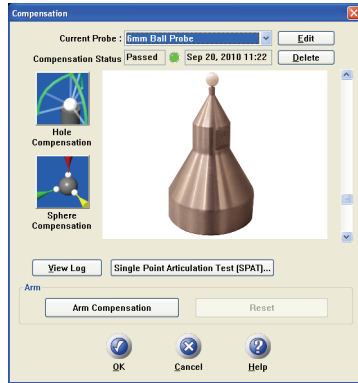 Compensation
Current Probe : 6mm Ball Probe Edit
Compensation Status Passed Sep 20, 2010 11:22 Delete
Hole
Compensation
Sphere
Compensation
View Log Single Point Articulation Test (SPAT)...
Arm
Arm Compensation Reset
OK Cancel Help